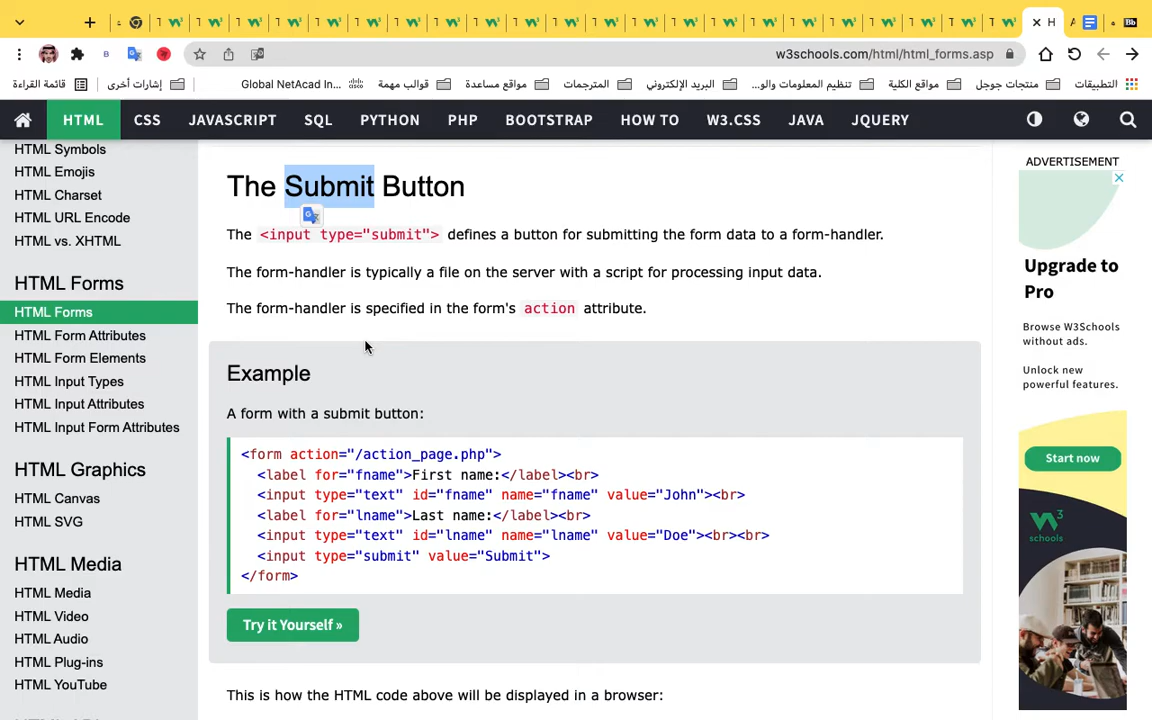 w3schools.com/html/html_forms.asp
التطبيقات
منتجات جوجل
مواقع الكلية
تنظيم المعلومات والو...
البريد الإلكتروني
المترجمات
مواقع مساعدة
قوالب مهمة
Global NetAcad In...
إشارات أخرى
قائمة القراءة
HTML CSS JAVASCRIPT SQL PYTHON PHP BOOTSTRAP HOW TO W3.CSS JAVA JQUERY
HTML Symbols
HTML Emojis
HTML Charset
HTML URL Encode
HTML vs. XHTML
HTML Forms
HTML Forms
HTML Form Attributes
HTML Form Elements
HTML Input Types
HTML Input Attributes
HTML Input Form Attributes
HTML Graphics
HTML Canvas
HTML SVG
HTML Media
HTML Media
HTML Video
HTML Audio
HTML Plug-ins
HTML YouTube
The Submit Button
The <input type="submit"> defines a button for submitting the form data to a form-handler.
The form-handler is typically a file on the server with a script for processing input data.
The form-handler is specified in the form's action attribute.
Example
A form with a submit button:
<form action="/action_page.php">
<label for="fname">First name:</label><br>
<input type="text" id="fname" name="fname" value="John"><br>
<label for="lname">Last name:</label><br>
<input type="text" id="lname" name="lname" value="Doe"><br><br>
<input type="submit" value="Submit">
</form>
Try it Yourself »
This is how the HTML code above will be displayed in a browser:
ADVERTISEMENT
Upgrade to
Pro
Browse W3Schools
without ads.
Unlock new
powerful features.
Start now
W3
schools